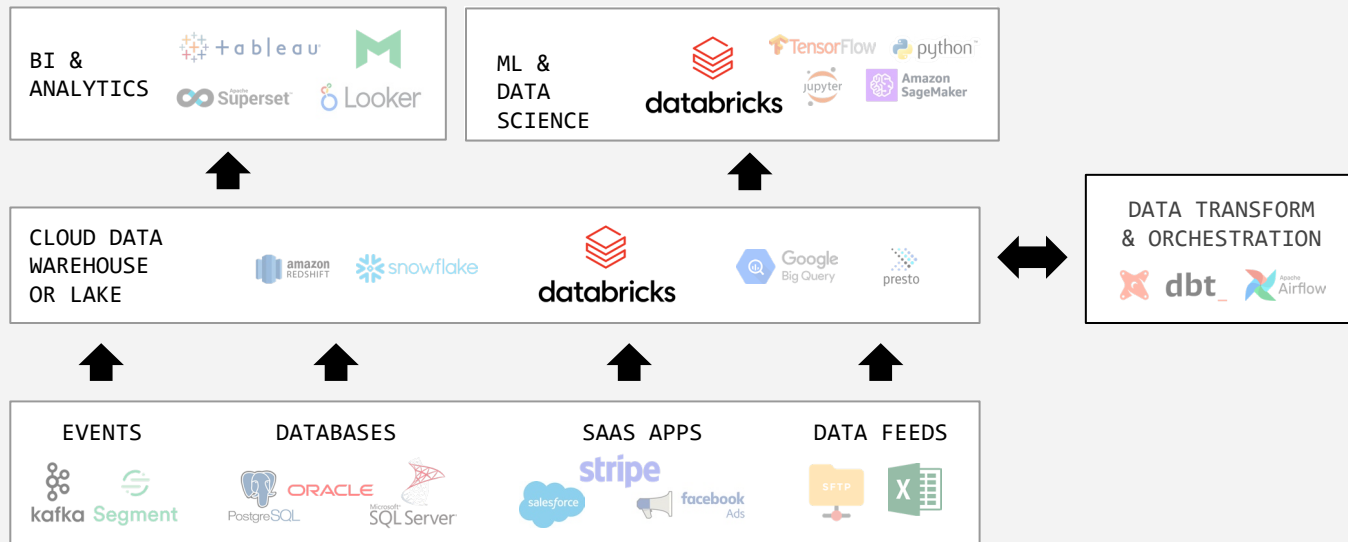 BI &
ANALYTICS
+ a b | e a u
Apache
Superset
Looker
ML &
DATA
SCIENCE
databricks
TensorFlow
python
jupyter
Amazon
SageMaker
CLOUD DATA
WAREHOUSE
OR LAKE
amazon
REDSHIFT
snowflake
databricks
Google
Big Query
presto
DATA TRANSFORM
& ORCHESTRATION
dbt_
Apache
Airflow
EVENTS
kafka
Segment
DATABASES
PostgreSQL
ORACLE
Microsoft
SQL Server
SAAS APPS
stripe
salesforce
facebook
Ads
DATA FEEDS
SFTP
X